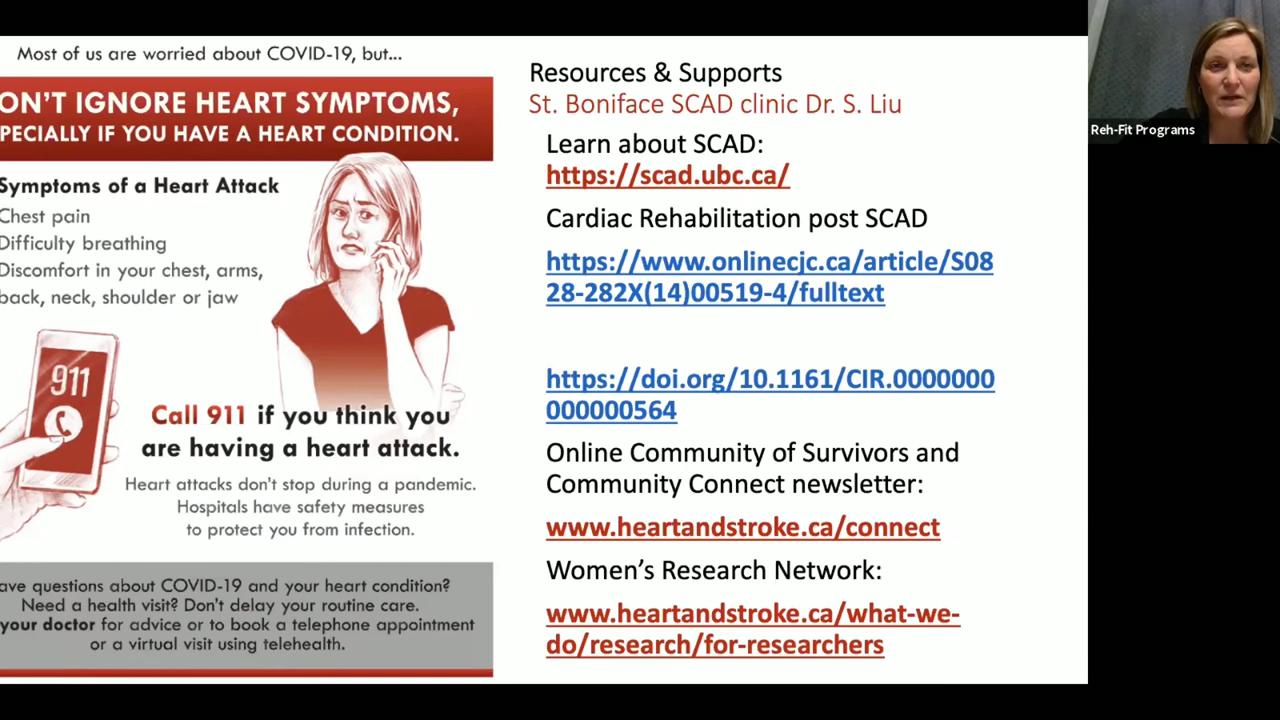 Most of us are worried about COVID-19, but...
ON'T IGNORE HEART SYMPTOMS,
PECIALLY IF YOU HAVE A HEART CONDITION.
Symptoms of a Heart Attack
Chest pain
Difficulty breathing
Discomfort in your chest, arms,
back, neck, shoulder or jaw
911
Call 911 if you think you
are having a heart attack.
Heart attacks don't stop during a pandemic.
Hospitals have safety measures
to protect you from infection.
ave questions about COVID-19 and your heart condition?
Need a health visit? Don't delay your routine care.
your doctor for advice or to book a telephone appointment
or a virtual visit using telehealth.
Resources & Supports
St. Boniface SCAD clinic Dr. S. Liu
Learn about SCAD:
https://scad.ubc.ca/
Cardiac Rehabilitation post SCAD
https://www.onlinecjc.ca/article/S08
28-282X(14)00519-4/fulltext
https://doi.org/10.1161/CIR.0000000
000000564
Online Community of Survivors and
Community Connect newsletter:
www.heartandstroke.ca/connect
Women's Research Network:
www.heartandstroke.ca/what-we-
do/research/for-researchers
Reh-Fit Programs